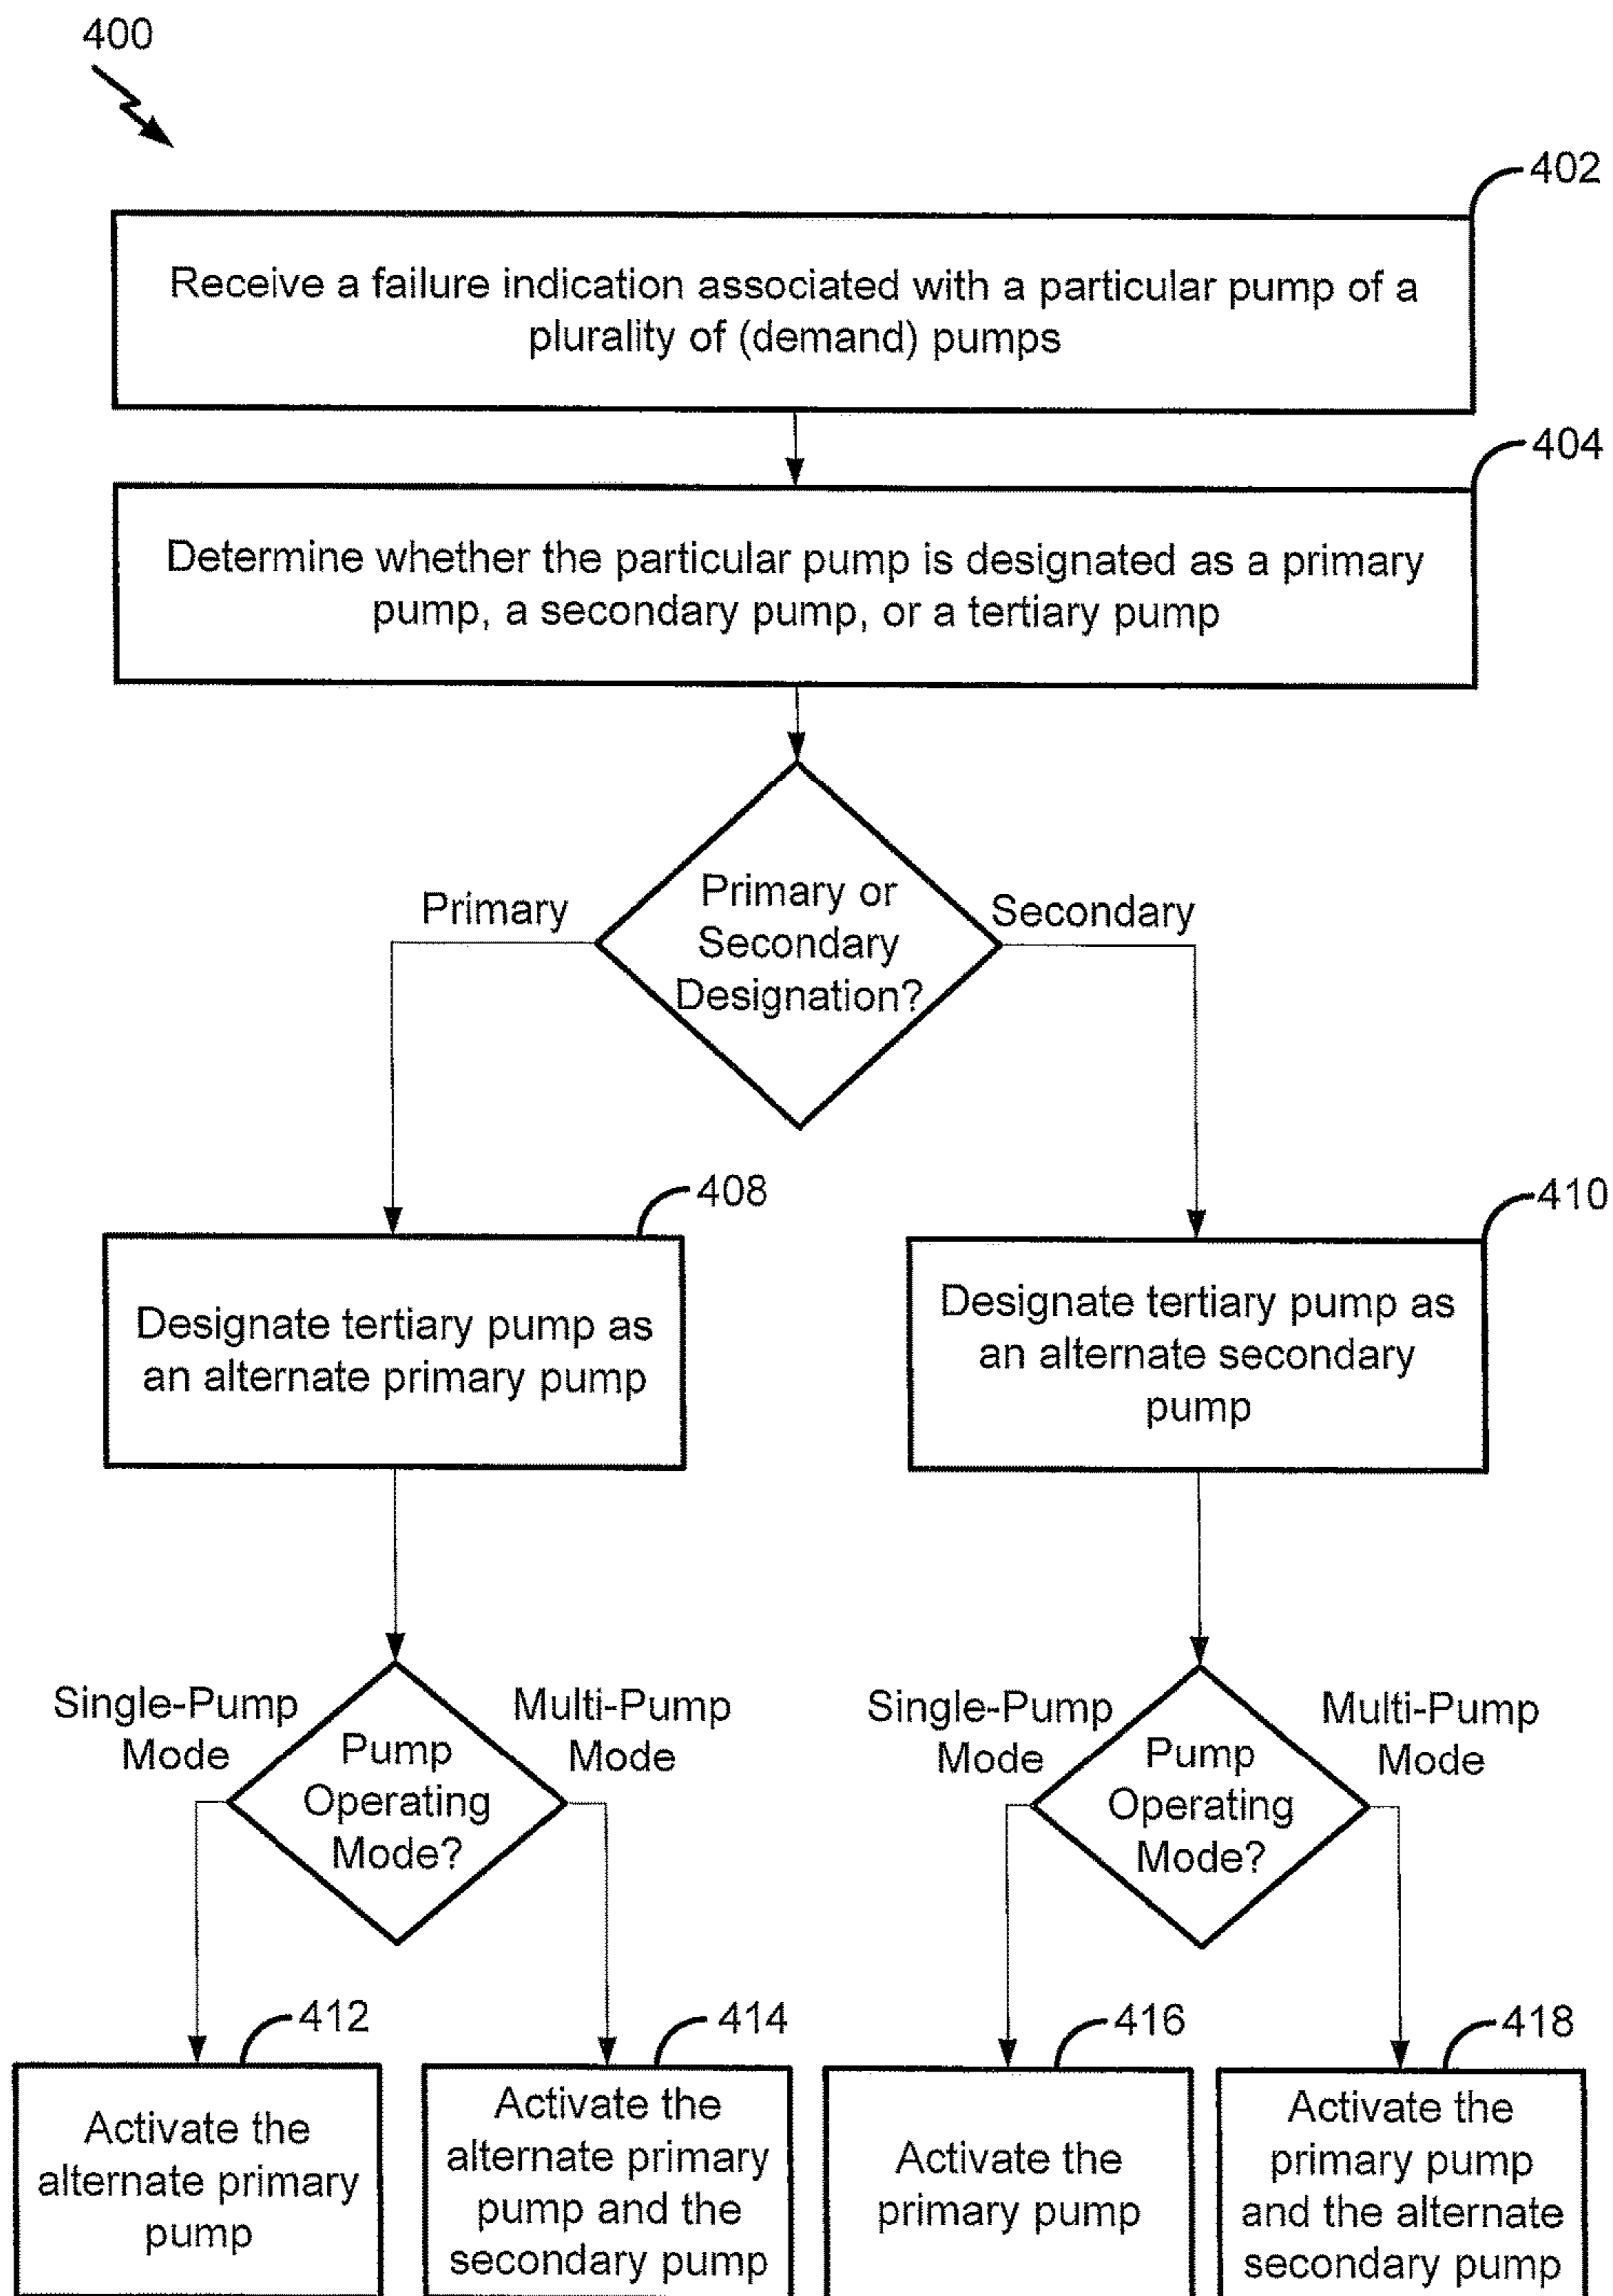 400
402
Receive a failure indication associated with a particular pump of a
plurality of (demand) pumps
404
Determine whether the particular pump is designated as a primary
pump, a secondary pump, or a tertiary pump
Primary or
Secondary
Designation?
Primary
Secondary
408
Designate tertiary pump as
an alternate primary pump
410
Designate tertiary pump as
an alternate secondary
pump
Single-Pump
Mode
Pump
Operating
Mode?
Multi-Pump
Mode
Single-Pump
Mode
Pump
Operating
Mode?
Multi-Pump
Mode
412
Activate the
alternate primary
pump
414
Activate the
alternate primary
pump and the
secondary pump
416
Activate the
primary pump
418
Activate the
primary pump
and the alternate
secondary pump